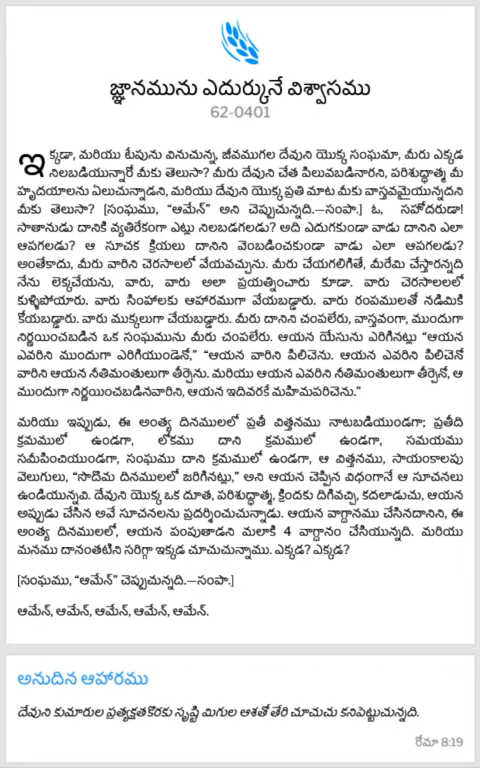 జ్ఞానమును ఎదుర్కునే విశ్వాసము
62-0401
ఇక్కడా, మరియు టేపును వినుచున్న, జీవముగల దేవుని యొక్క సంఘమా, మీరు ఎక్కడ
నిలబడియున్నారో మీకు తెలుసా? మీరు దేవుని చేత పిలువబడినారని, పరిశుద్ధాత్మ మీ
హృదయాలను ఏలుచున్నాడని, మరియు దేవుని యొక్క ప్రతి మాట మీకు వాస్తవమైయున్నదని
మీకు తెలుసా? [సంఘము, “ఆమేన్” అని చెప్పుచున్నది.—సంపా.] ఓ, సహోదరుడా!
సాతానుడు దానికి వ్యతిరేకంగా ఎట్లు నిలబడగలడు? అది ఎదుగకుండా వాడు దానిని ఎలా
ఆపగలడు? ఆ సూచక క్రియలు దానిని వెంబడించకుండా వాడు ఎలా ఆపగలడు?
అంతేకాదు, మీరు వారిని చెరసాలలో వేయవచ్చును. మీరు చేయగలిగితే, మీరేమి చేస్తారన్నది
నేను లెక్కచేయను, వారు, వారు అలా ప్రయత్నించారు కూడా. వారు చెరసాలలలో
కుళ్ళిపోయారు. వారు సింహాలకు ఆహారముగా వేయబడ్డారు. వారు రంపములతో నడిమికి
కోయబడ్డారు. వారు ముక్కలుగా చేయబడ్డారు. మీరు దానిని చంపలేరు, వాస్తవంగా, ముందుగా
నిర్ణయించబడిన ఒక సంఘమును మీరు చంపలేరు. ఆయన యేసును ఎరిగినట్లు “ఆయన
ఎవరిని ముందుగా ఎరిగియుండెనో,” “ఆయన వారిని పిలిచెను. ఆయన ఎవరిని పిలిచెనో
వారిని ఆయన నీతిమంతులుగా తీర్చెను. మరియు ఆయన ఎవరిని నీతిమంతులుగా తీర్చెనో, ఆ
ముందుగా నిర్ణయించబడినవారిని, ఆయన ఇదివరకే మహిమపరిచెను.”
మరియు ఇప్పుడు, ఈ అంత్య దినములలో ప్రతీ విత్తనము నాటబడియుండగా; ప్రతీది
క్రమములో ఉండగా, లోకము దాని క్రమములో ఉండగా, సమయము
సమీపించియుండగా, సంఘము దాని క్రమములో ఉండగా, ఆ విత్తనము, సాయంకాలపు
వెలుగులు, “సొదొమ దినములలో జరిగినట్లు,” అని ఆయన చెప్పిన విధంగానే ఆ సూచనలు
ఉండియున్నవి. దేవుని యొక్క ఒక దూత, పరిశుద్ధాత్మ, క్రిందకు దిగివచ్చి, కదలాడుచు, ఆయన
అప్పుడు చేసిన అవే సూచనలను ప్రదర్శించుచున్నాడు. ఆయన వాగ్దానము చేసినదానిని, ఈ
అంత్య దినములలో, ఆయన పంపుతాడని మలాకి 4 వాగ్దానం చేసియున్నది. మరియు
మనము దానంతటిని సరిగ్గా ఇక్కడ చూచుచున్నాము. ఎక్కడ? ఎక్కడ?
[సంఘము, “ఆమేన్” చెప్పుచున్నది.—సంపా.]
ఆమేన్, ఆమేన్, ఆమేన్, ఆమేన్, ఆమేన్.
అనుదిన ఆహారము
దేవుని కుమారుల ప్రత్యక్షతకొరకు సృష్టి మిగుల ఆశతో తేరి చూచుచు కనిపెట్టుచున్నది.
రోమా 8:19